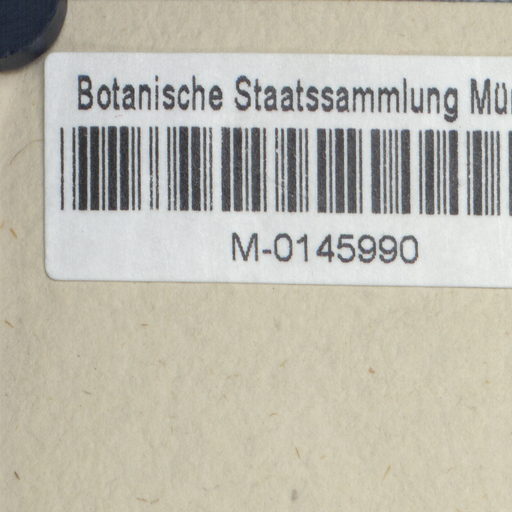 Botanische Staatssammlung Mü
M-0145990